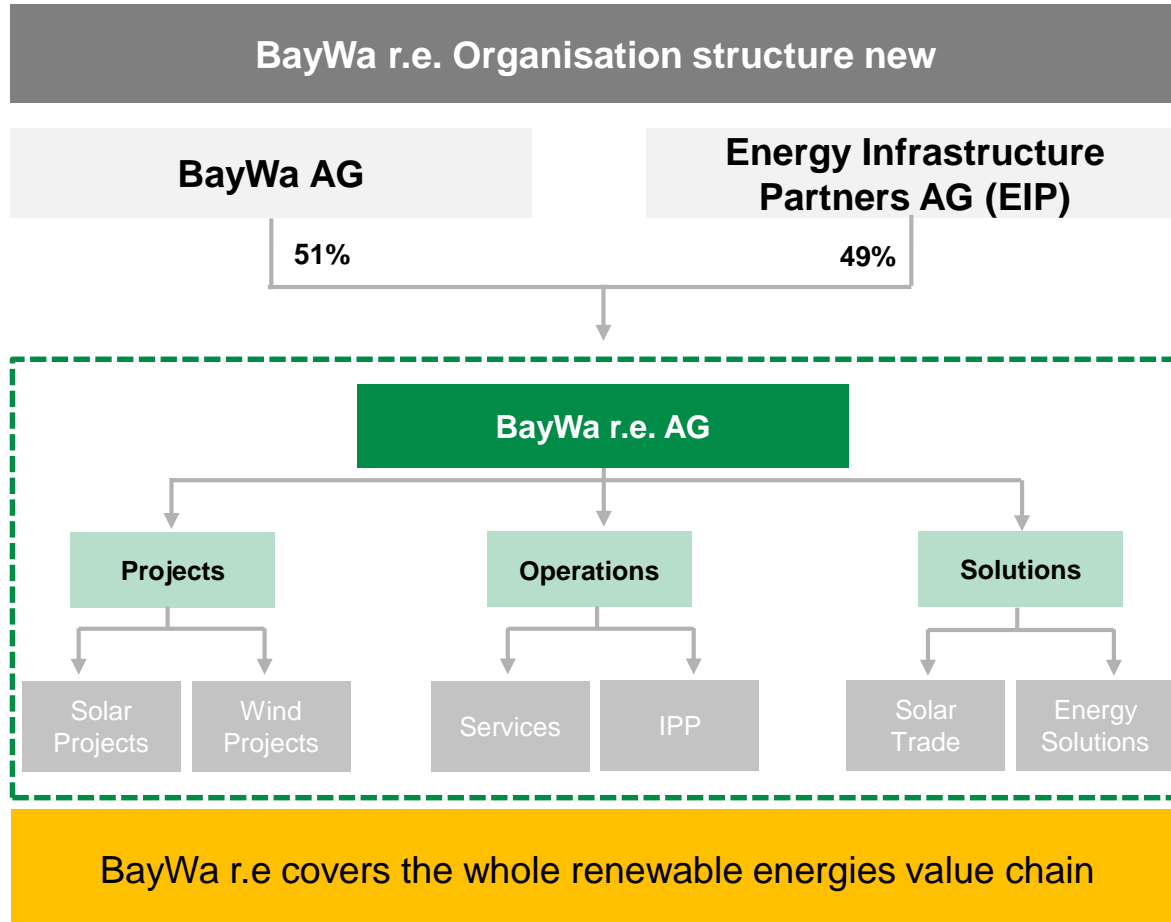 BayWa r.e. Organisation structure new
BayWa AG
Energy Infrastructure
Partners AG (EIP)
51%
49%
BayWa r.e. AG
Projects
Operations
Solutions
Solar
Projects
Wind
Projects
Services
IPP
Solar
Trade
Energy
Solutions
BayWa r.e covers the whole renewable energies value chain